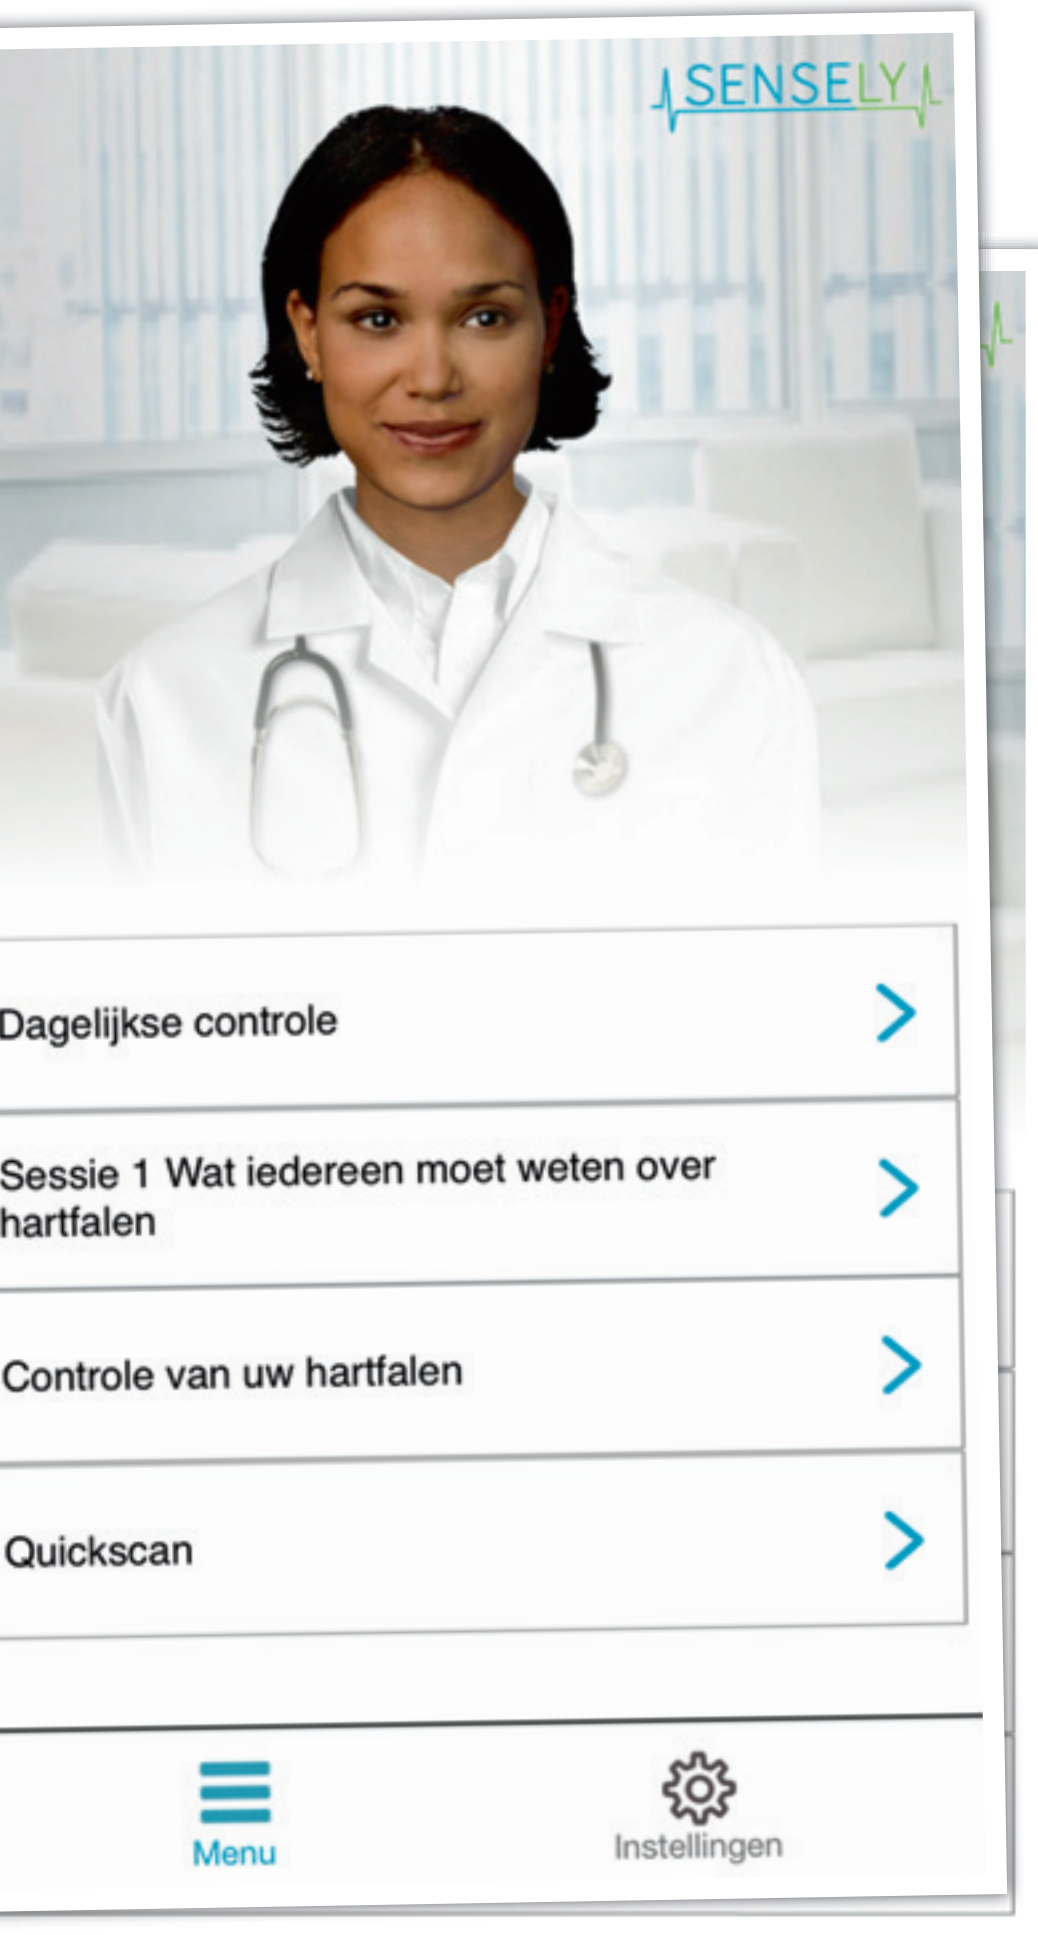 SENSELY
Dagelijkse controle
Sessie 1 Wat iedereen moet weten over
hartfalen
Controle van uw hartfalen
Quickscan
Menu
Instellingen